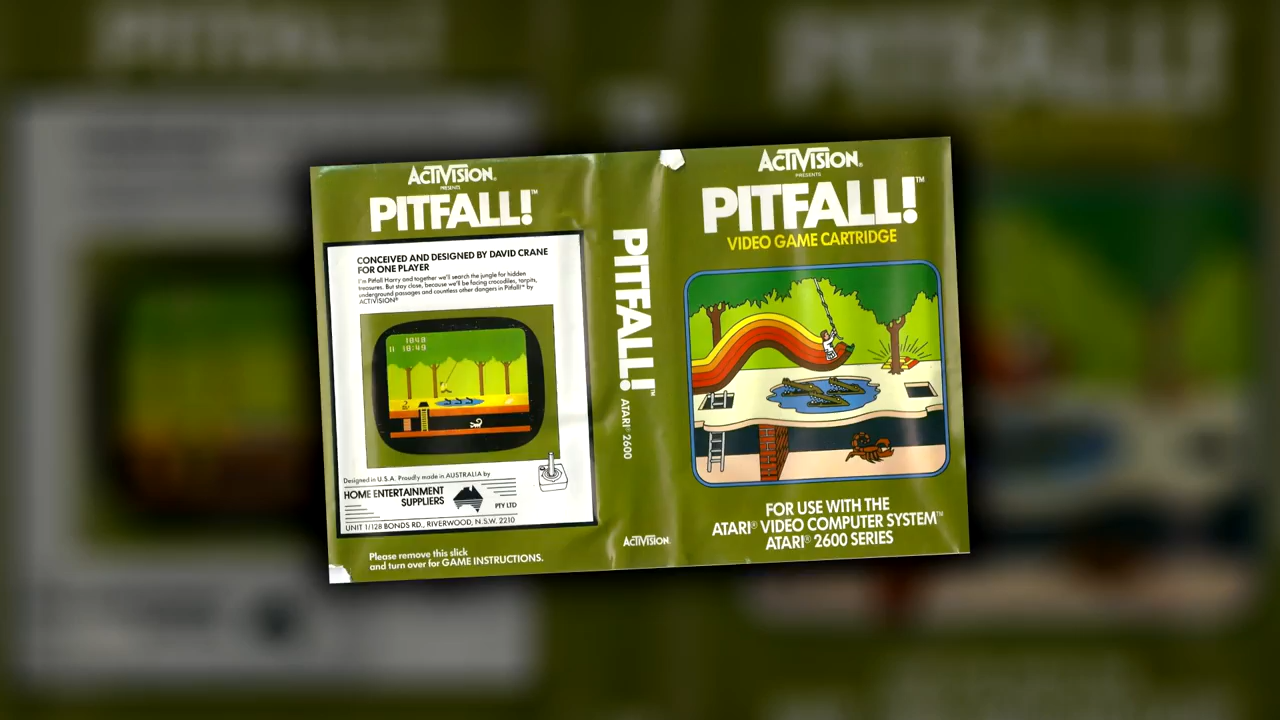 ACTIVISION®
PRESENTS
PITFALL!™
CONCEIVED AND DESIGNED BY DAVID CRANE
FOR ONE PLAYER
I'm Pitfall Harry and together we'll search the jungle for hidden
treasures. But stay close, because we'll be facing crocodiles, tarpits,
underground passages and countless other dangers in Pitfall!™ by
ACTIVISION®
1848
18:49
Designed in U.S.A. Proudly made in AUSTRALIA by
HOME ENTERTAINMENT
SUPPLIERS
PTY LTD
UNIT 1/128 BONDS RD., RIVERWOOD, N.S.W. 2210
Please remove this slick
and turn over for GAME INSTRUCTIONS.
PITFALL!™
ATARI® 2600
ACTIVISION.
ACTIVISION®
PRESENTS
PITFALL!™
VIDEO GAME CARTRIDGE
FOR USE WITH THE
ATARI® VIDEO COMPUTER SYSTEM™
ATARI® 2600 SERIES